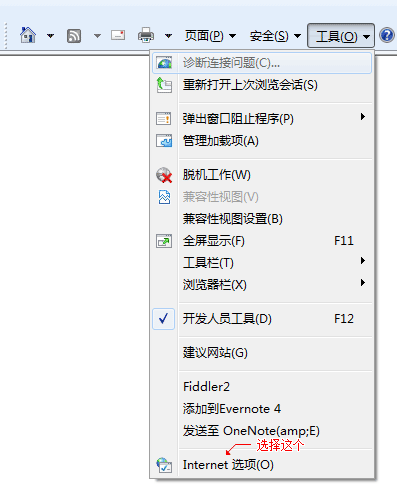 页面(P) 安全(S) 工具(O)
诊断连接问题(C)...
重新打开上次浏览会话(S)
弹出窗口阻止程序(P)
管理加载项(A)
脱机工作(W)
兼容性视图(V)
兼容性视图设置(B)
全屏显示(F) F11
工具栏(T)
浏览器栏(X)
开发人员工具(D) F12
建议网站(G)
Fiddler2
添加到Evernote 4
发送至 OneNote(amp;E)
选择这个
Internet 选项(O)